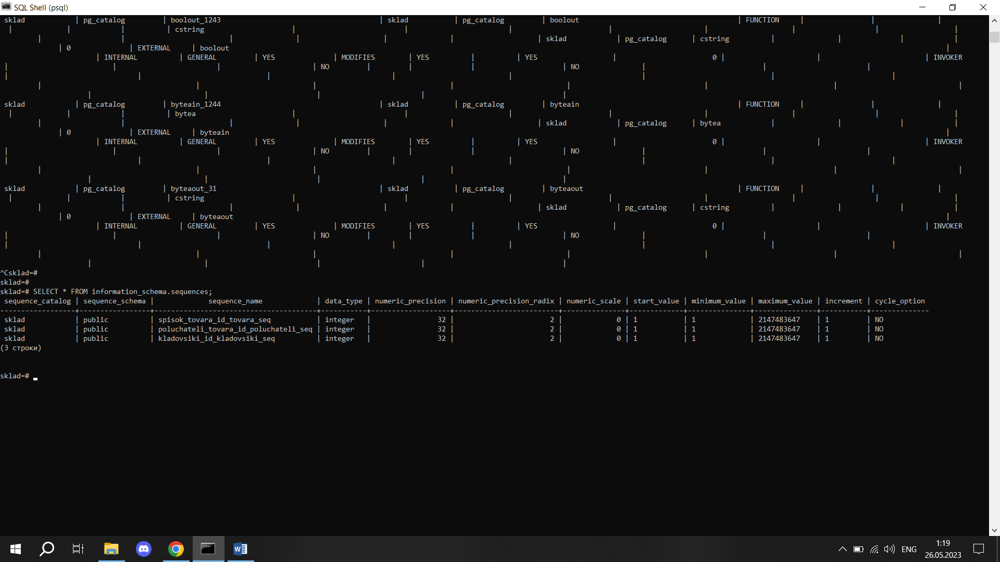 SQL Shell (psql)
sklad | pg_catalog | boolout_1243 | sklad | pg_catalog | boolout | FUNCTION | | |
| | | | cstring | | | | | | | |
| | | | | | | sklad | pg_catalog | cstring | | | |
| 0 | EXTERNAL | boolout |
| INTERNAL | GENERAL | YES | MODIFIES | YES | | YES | 0 | | | INVOKER
| | | | NO | | | | NO | | |
| | | | | | | |
| | | | | | | |
| | | | |
sklad | pg_catalog | byteain_1244 | sklad | pg_catalog | byteain | FUNCTION | | |
| | | | bytea | | | | | | | |
| | | | | | | sklad | pg_catalog | bytea | | | |
| 0 | EXTERNAL | byteain |
| INTERNAL | GENERAL | YES | MODIFIES | YES | | YES | 0 | | | INVOKER
| | | | NO | | | | NO | | |
| | | | | | | |
| | | | | | | |
| | | | |
sklad | pg_catalog | byteaout_31 | sklad | pg_catalog | byteaout | FUNCTION | | |
| | | | cstring | | | | | | | |
| | | | | | | sklad | pg_catalog | cstring | | | |
| 0 | EXTERNAL | byteaout |
| INTERNAL | GENERAL | YES | MODIFIES | YES | | YES | 0 | | | INVOKER
| | | | NO | | | | NO | | |
| | | | | | | |
| | | | | | | |
| | | | |
^Csklad=#
sklad=#
sklad=# SELECT * FROM information_schema.sequences;
sequence_catalog | sequence_schema | sequence_name | data_type | numeric_precision | numeric_precision_radix | numeric_scale | start_value | minimum_value | maximum_value | increment | cycle_option
------------------+-----------------+---------------------------------------+-----------+-------------------+-------------------------+---------------+-------------+---------------+---------------+-----------+--------------
sklad | public | spisok_tovara_id_tovara_seq | integer | 32 | 2 | 0 | 1 | 1 | 2147483647 | 1 | NO
sklad | public | poluchateli_tovara_id_poluchateli_seq | integer | 32 | 2 | 0 | 1 | 1 | 2147483647 | 1 | NO
sklad | public | kladovsiki_id_kladovsiki_seq | integer | 32 | 2 | 0 | 1 | 1 | 2147483647 | 1 | NO
(3 строки)
sklad=#
ENG
1:19
26.05.2023